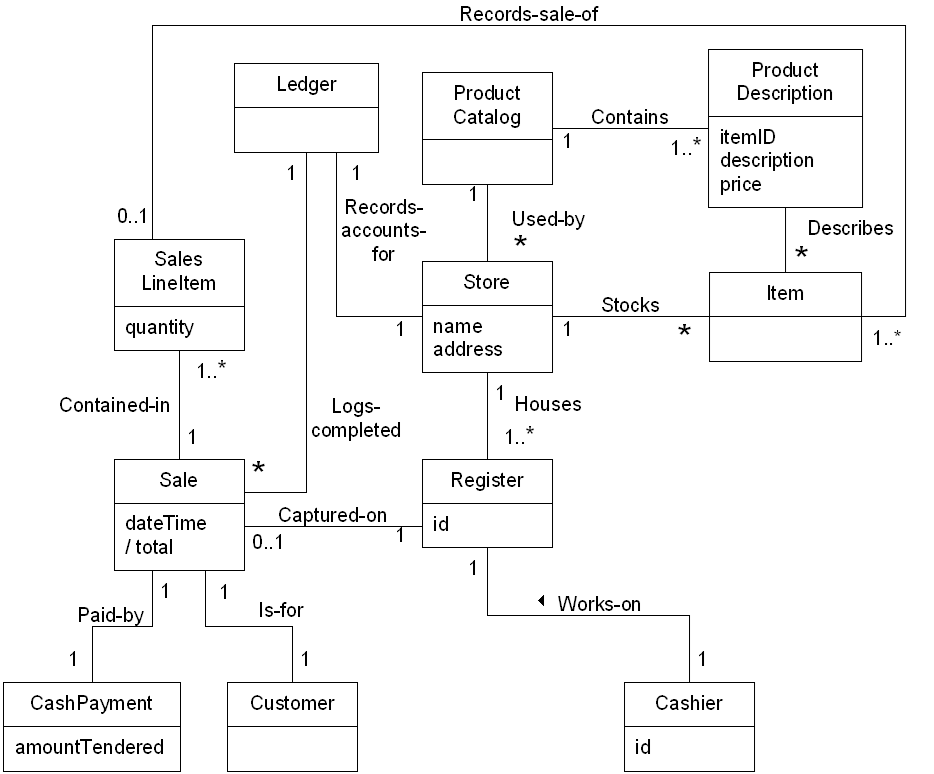 Records-sale-of
Ledger
Product
Catalog
Product
Description
itemID
description
price
Contains
1
1..*
1
1
1
Records-
accounts-
for
Used-by
*
Describes
*
0..1
Sales
LineItem
quantity
Store
name
address
1
Stocks
1
*
Item
1..*
1..*
Contained-in
1
Logs-
completed
*
1
Houses
1..*
Sale
dateTime
/ total
Captured-on
0..1
1
Register
id
1
1
1
Paid-by
Is-for
Works-on
1
1
1
CashPayment
amountTendered
Customer
Cashier
id